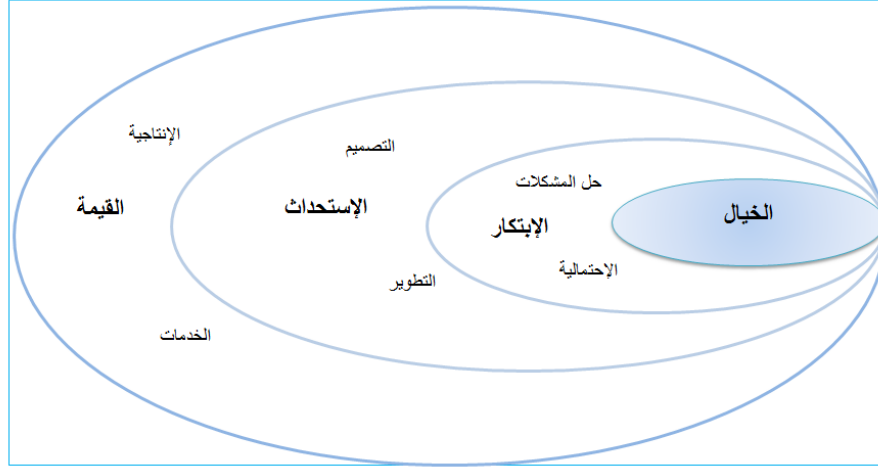 الخيال
حل المشكلات
الإبتكار
الإحتمالية
التصميم
الإستحداث
التطوير
الإنتاجية
القيمة
الخدمات